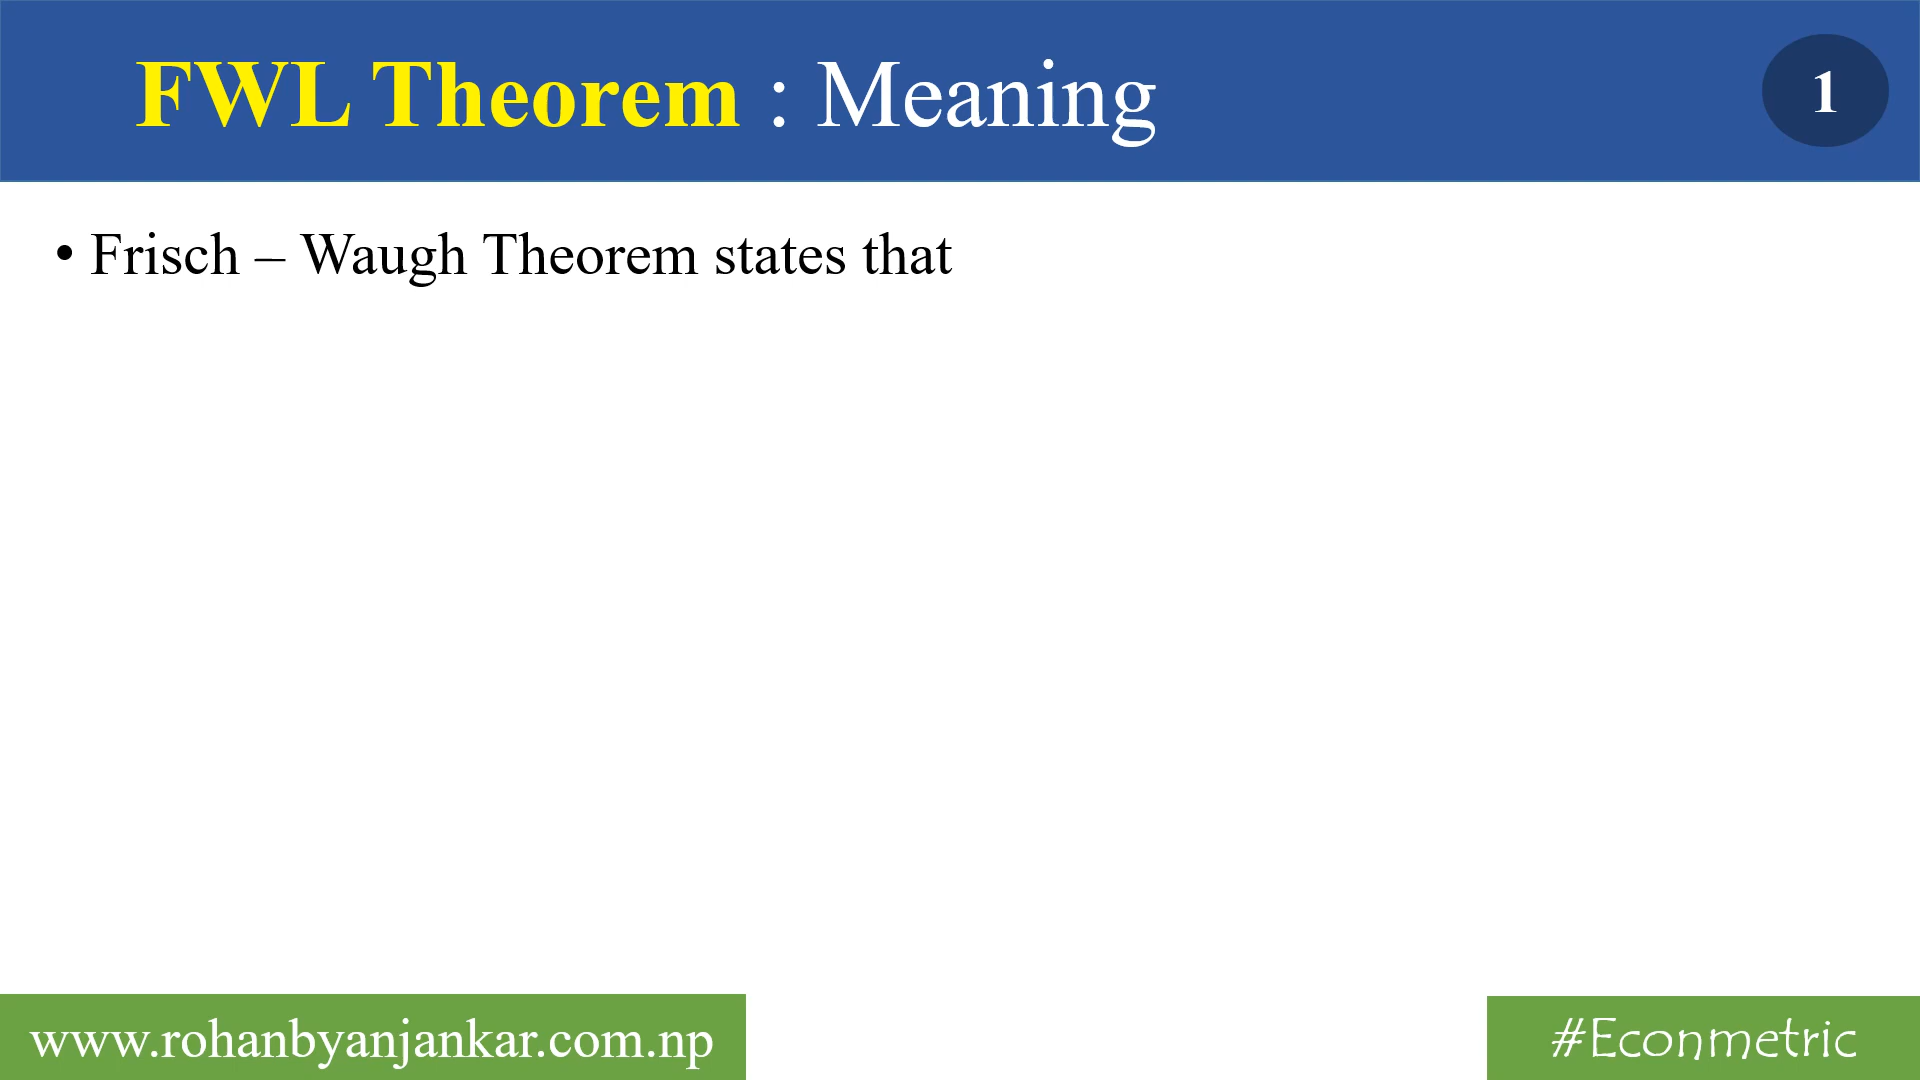 FWL Theorem : Meaning
1
• Frisch – Waugh Theorem states that
www.rohanbyanjankar.com.np
#Econmetric